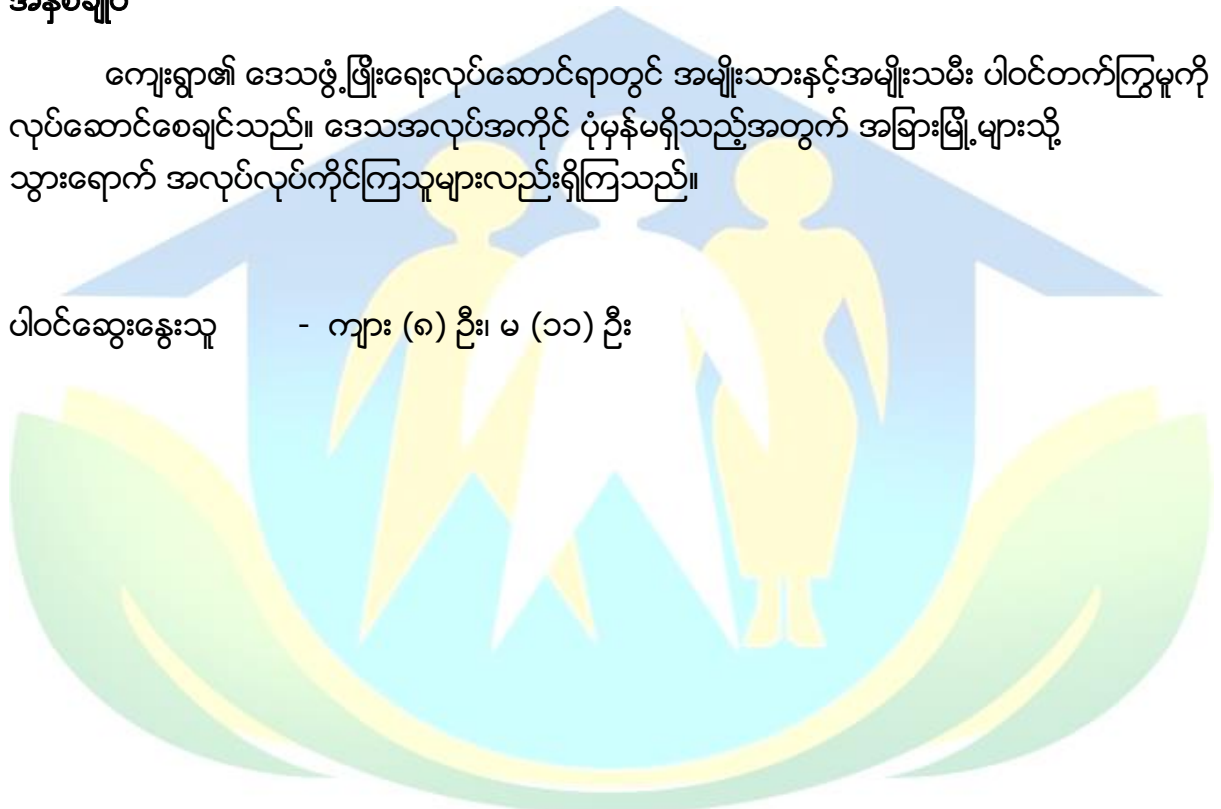 အနှစ်ချုပ်
ကျေးရွာ၏ ဒေသဖွံ့ဖြိုးရေးလုပ်ဆောင်ရာတွင် အမျိုးသားနှင့်အမျိုးသမီး ပါဝင်တက်ကြွမူကို
လုပ်ဆောင်စေချင်သည်။ ဒေသအလုပ်အကိုင် ပုံမှန်မရှိသည့်အတွက် အခြားမြို့များသို့
သွားရောက် အလုပ်လုပ်ကိုင်ကြသူများလည်းရှိကြသည်။
ပါဝင်ဆွေးနွေးသူ - ကျား (၈) ဦး၊ မ (၁၁) ဦး